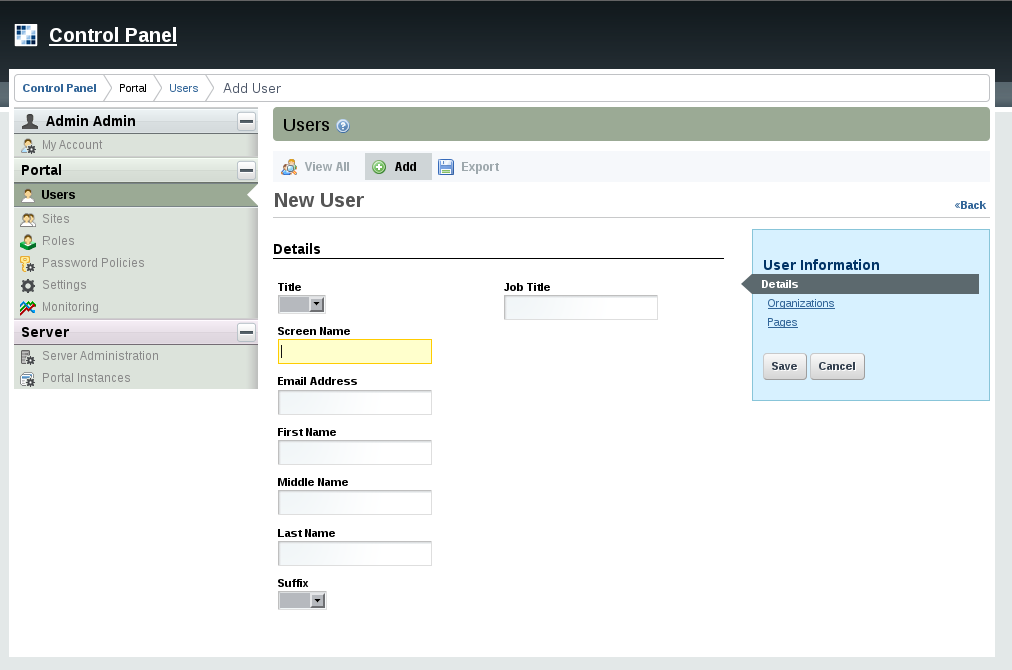 Control Panel
Control Panel Portal Users Add User
Admin Admin
My Account
Portal
Users
Sites
Roles
Password Policies
Settings
Monitoring
Server
Server Administration
Portal Instances
Users
View All Add Export
New User
«Back
Details
Title Job Title
Screen Name
Email Address
First Name
Middle Name
Last Name
Suffix
User Information
Details
Organizations
Pages
Save Cancel